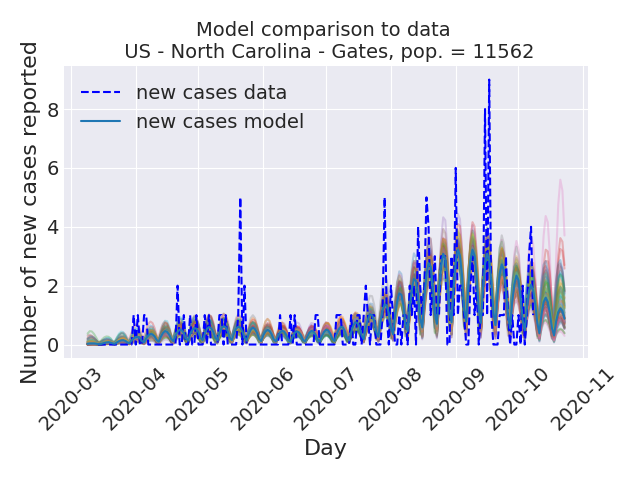 Model comparison to data
US - North Carolina - Gates, pop. = 11562
new cases data
new cases model
Number of new cases reported
8
6
4
2
0
2020-03
2020-04
2020-05
2020-06
2020-07
2020-08
2020-09
2020-10
2020-11
Day